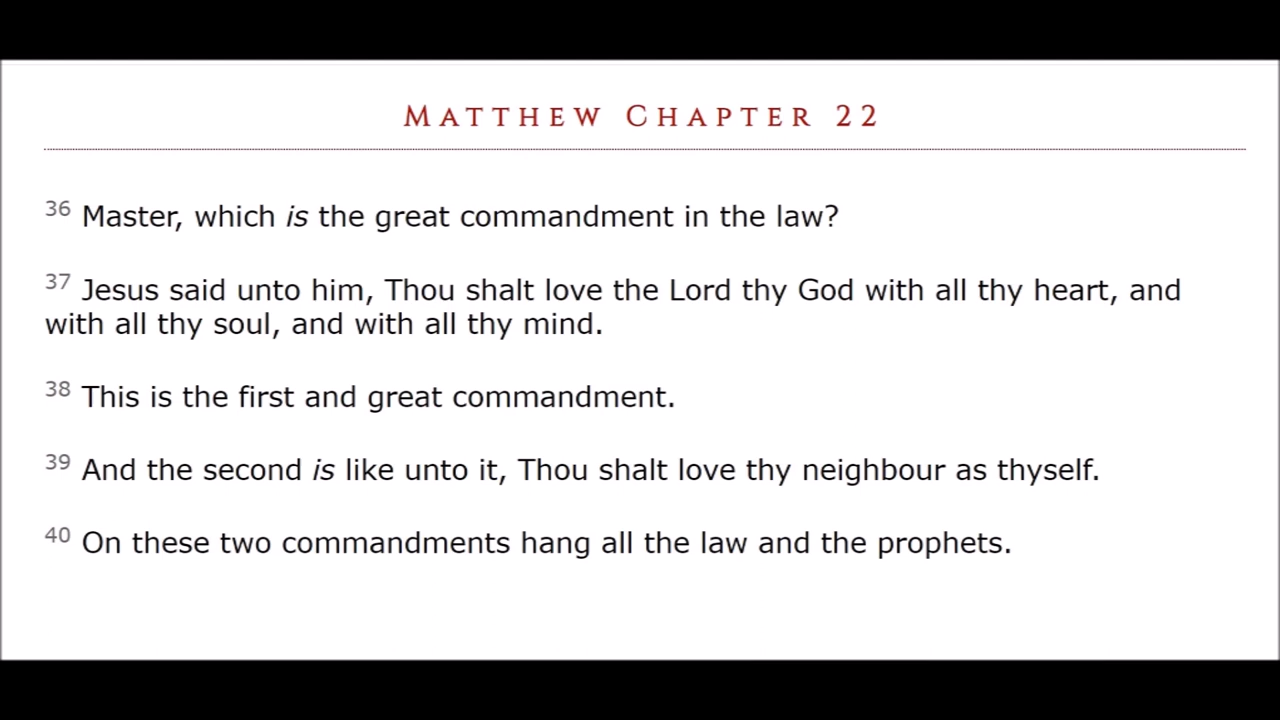 Matthew Chapter 22
36 Master, which is the great commandment in the law?
37 Jesus said unto him, Thou shalt love the Lord thy God with all thy heart, and
with all thy soul, and with all thy mind.
38 This is the first and great commandment.
39 And the second is like unto it, Thou shalt love thy neighbour as thyself.
40 On these two commandments hang all the law and the prophets.